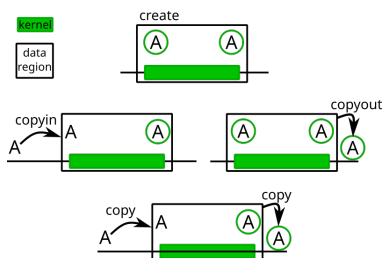 create
kernel
A A
data
region
copyout
copyin
A A A
A A A
copy
copy
A A A
A A